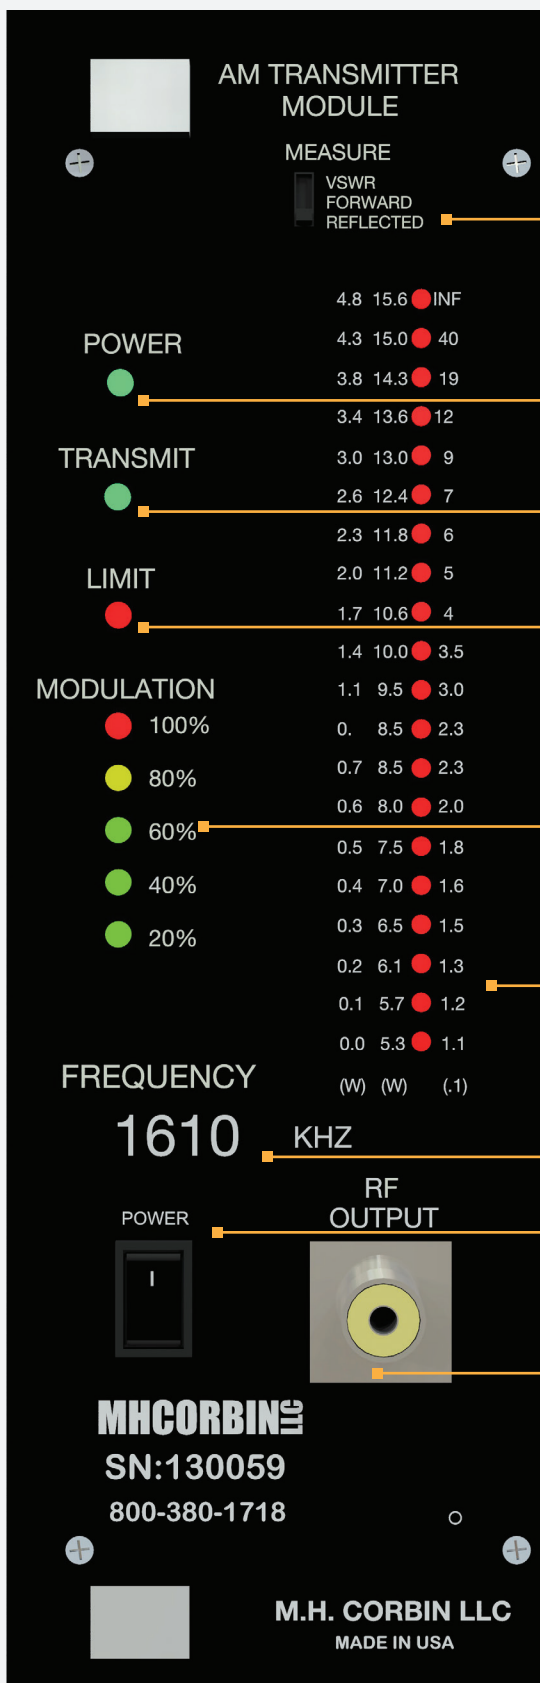 AM TRANSMITTER
MODULE
MEASURE
VSWR
FORWARD
REFLECTED
4.8 15.6 INF
4.3 15.0 40
3.8 14.3 19
3.4 13.6 12
3.0 13.0 9
2.6 12.4 7
2.3 11.8 6
2.0 11.2 5
1.7 10.6 4
1.4 10.0 3.5
1.1 9.5 3.0
0. 8.5 2.3
0.7 8.5 2.3
0.6 8.0 2.0
0.5 7.5 1.8
0.4 7.0 1.6
0.3 6.5 1.5
0.2 6.1 1.3
0.1 5.7 1.2
0.0 5.3 1.1
(W) (W) (.1)
POWER
TRANSMIT
LIMIT
MODULATION
100%
80%
60%
40%
20%
FREQUENCY
1610 KHZ
POWER
I
RF
OUTPUT
MHCORBIN LLC
SN:130059
800-380-1718
M.H. CORBIN LLC
MADE IN USA